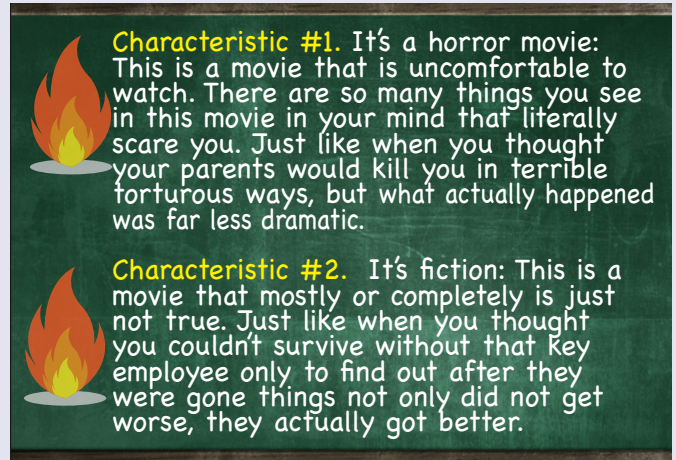 Characteristic #1. It's a horror movie:
This is a movie that is uncomfortable to
watch. There are so many things you see
in this movie in your mind that literally
scare you. Just like when you thought
your parents would kill you in terrible
torturous ways, but what actually happened
was far less dramatic.
Characteristic #2. It's fiction: This is a
movie that mostly or completely is just
not true. Just like when you thought
you couldn't survive without that key
employee only to find out after they
were gone things not only did not get
worse, they actually got better.